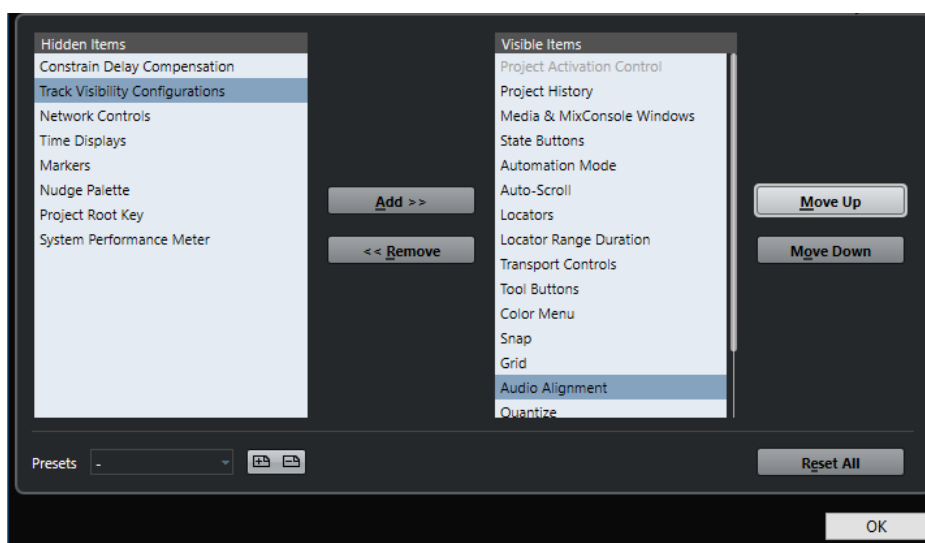 Hidden Items
Constrain Delay Compensation
Track Visibility Configurations
Network Controls
Time Displays
Markers
Nudge Palette
Project Root Key
System Performance Meter
Add >>
<< Remove
Visible Items
Project Activation Control
Project History
Media & MixConsole Windows
State Buttons
Automation Mode
Auto-Scroll
Locators
Locator Range Duration
Transport Controls
Tool Buttons
Color Menu
Snap
Grid
Audio Alignment
Quantize
Move Up
Move Down
Presets -
Reset All
OK